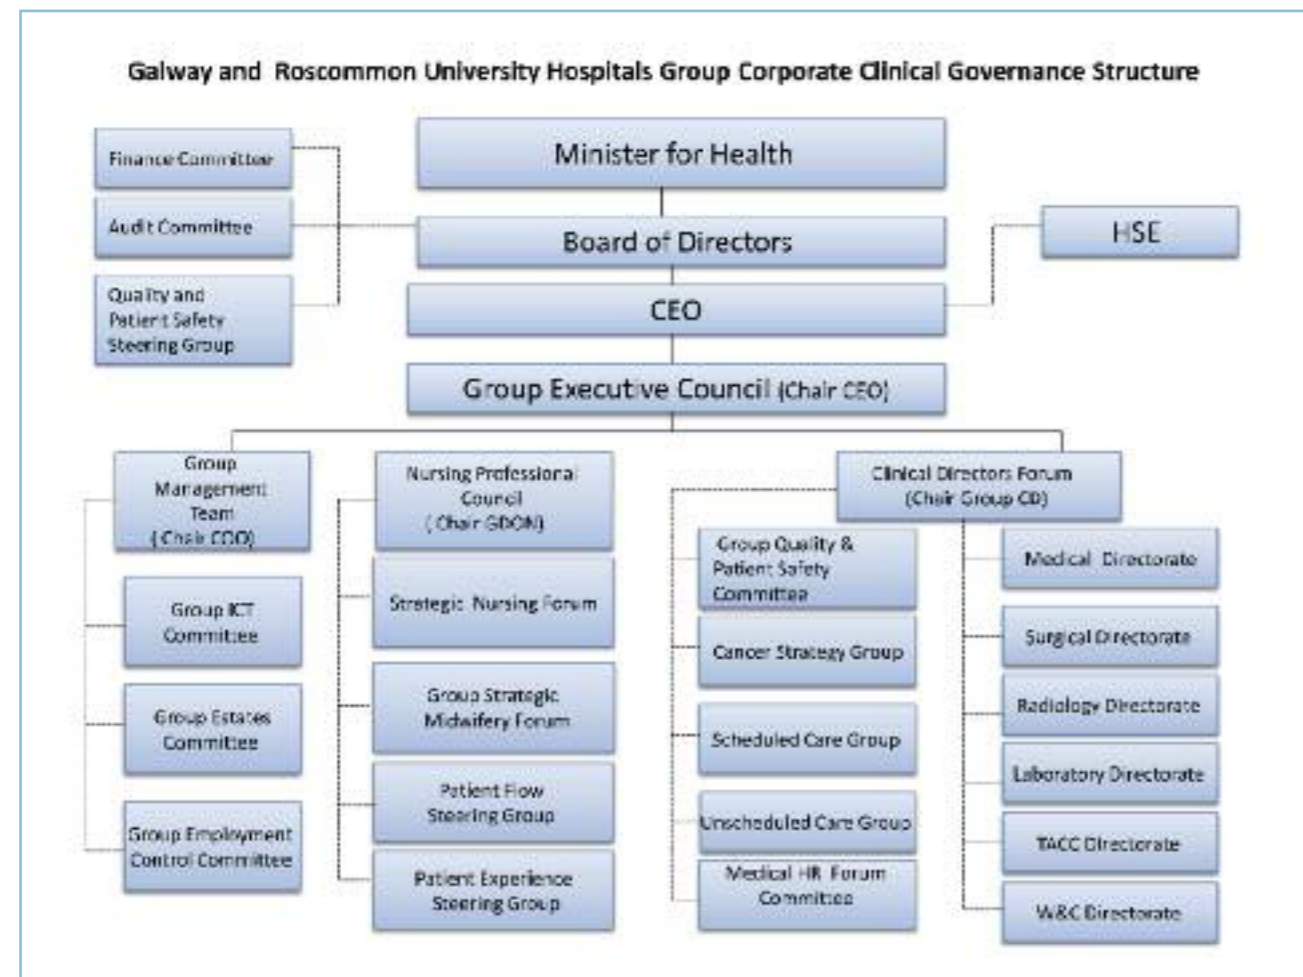 Galway and Roscommon University Hospitals Group Corporate Clinical Governance Structure
Finance Committee
Audit Committee
Quality and
Patient Safety
Steering Group
Minister for Health
Board of Directors
CEO
Group Executive Council (Chair CEO)
HSE
Group
Management
Team
( Chair COO)
Group ICT
Committee
Group Estates
Committee
Group Employment
Control Committee
Nursing Professional
Council
( Chair GDON)
Strategic Nursing Forum
Group Strategic
Midwifery Forum
Patient Flow
Steering Group
Patient Experience
Steering Group
Clinical Directors Forum
(Chair Group CD)
Group Quality &
Patient Safety
Committee
Cancer Strategy Group
Scheduled Care Group
Unscheduled Care Group
Medical HR Forum
Committee
Medical Directorate
Surgical Directorate
Radiology Directorate
Laboratory Directorate
TACC Directorate
W&C Directorate